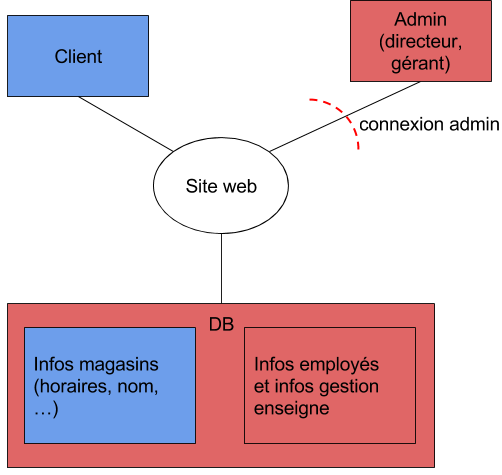 Client
Admin
(directeur,
gérant)
connexion admin
Site web
DB
Infos magasins
(horaires, nom,
…)
Infos employés
et infos gestion
enseigne